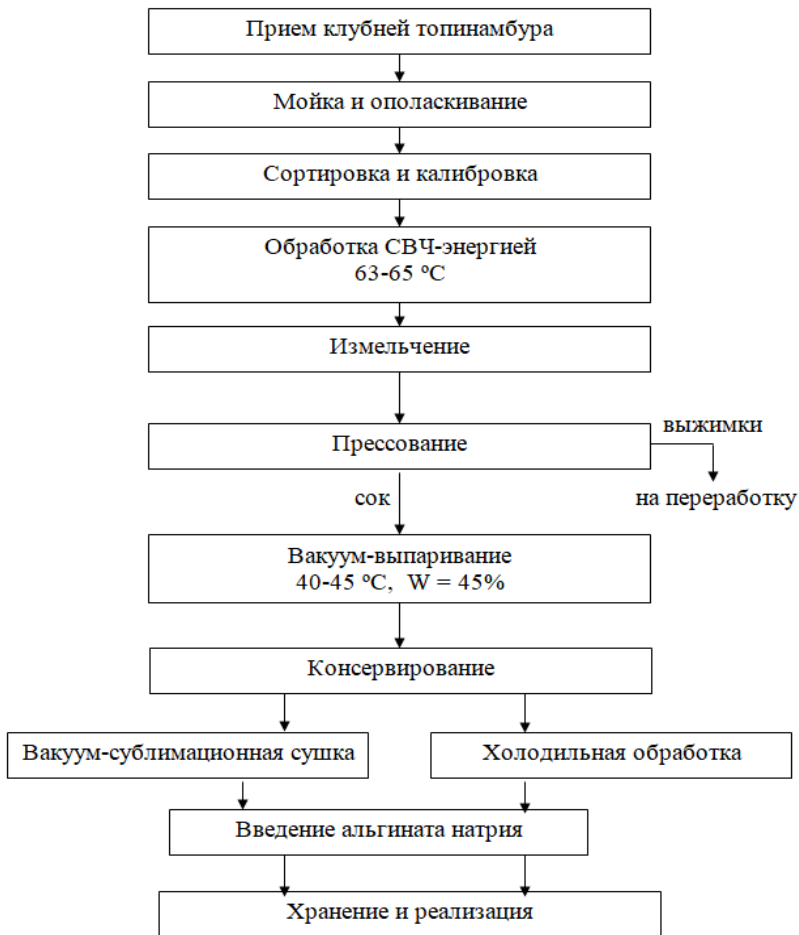 Прием клубней топинамбура
Мойка и ополаскивание
Сортировка и калибровка
Обработка СВЧ-энергией
63-65 ºС
Измельчение
Прессование
выжимки
сок
на переработку
Вакуум-выпаривание
40-45 ºС, W = 45%
Консервирование
Вакуум-сублимационная сушка
Холодильная обработка
Введение альгината натрия
Хранение и реализация